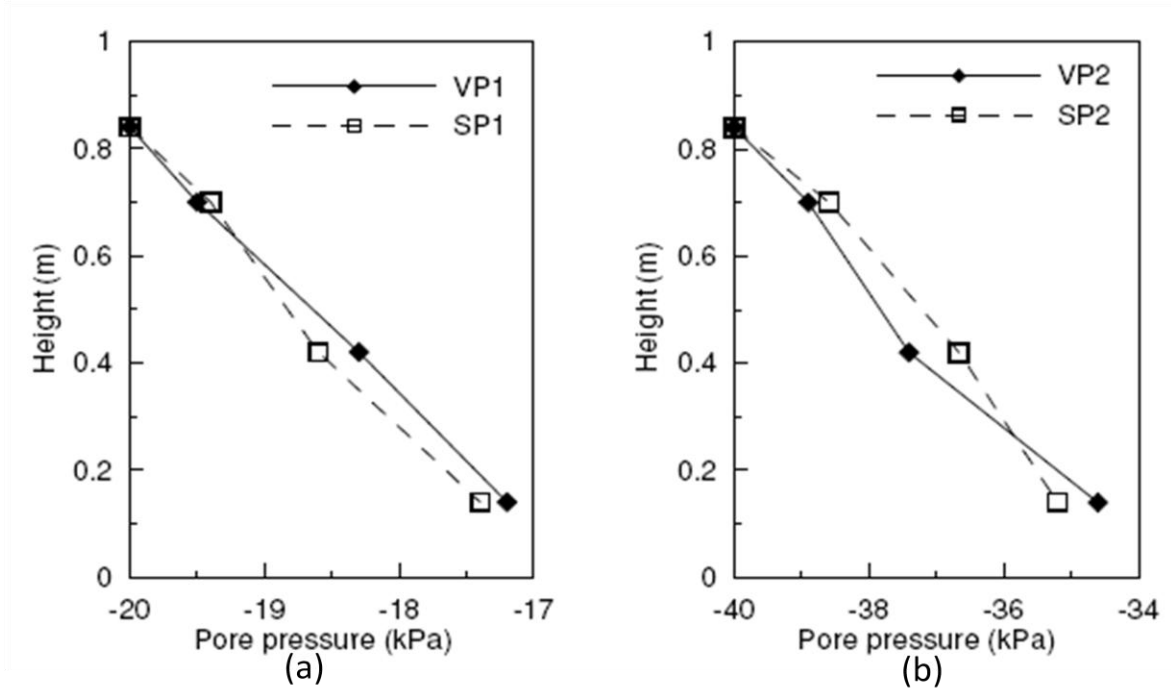 1
0.8
0.6
0.4
0.2
0
Height (m)
VP1
SP1
-20
-19
-18
-17
Pore pressure (kPa)
(a)
1
0.8
0.6
0.4
0.2
0
Height (m)
VP2
SP2
-40
-38
-36
-34
Pore pressure (kPa)
(b)